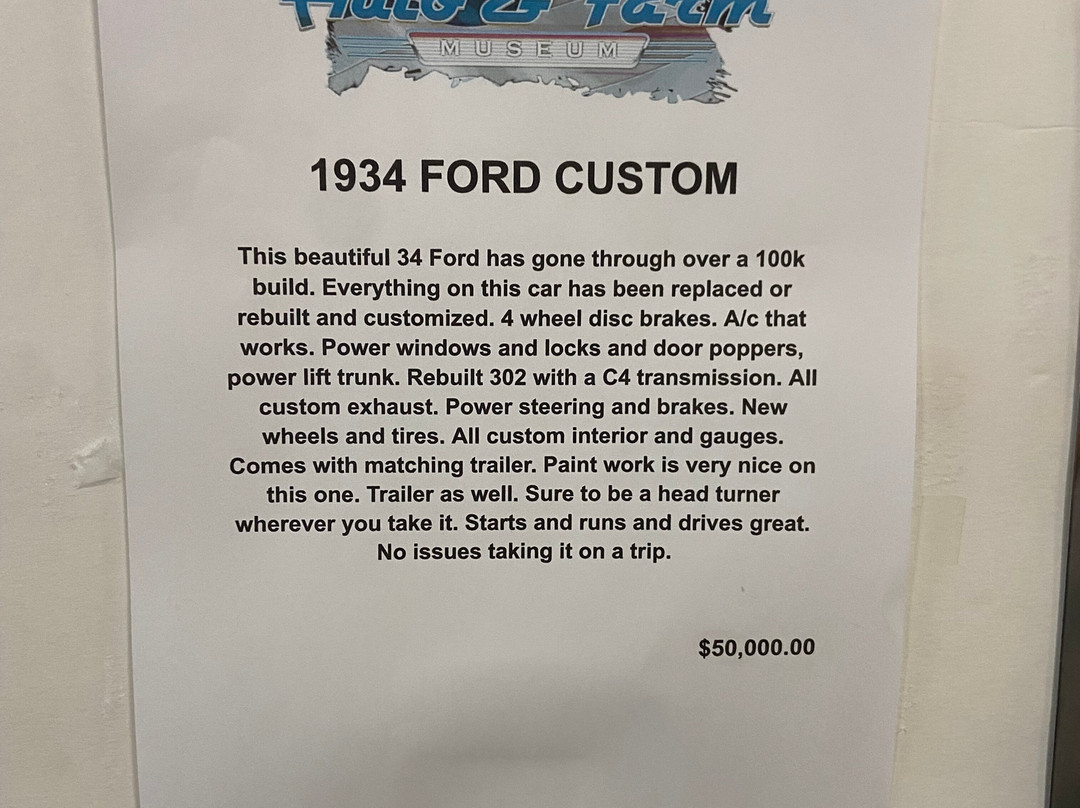 Auto & Farm
MUSEUM
1934 FORD CUSTOM
This beautiful 34 Ford has gone through over a 100k
build. Everything on this car has been replaced or
rebuilt and customized. 4 wheel disc brakes. A/c that
works. Power windows and locks and door poppers,
power lift trunk. Rebuilt 302 with a C4 transmission. All
custom exhaust. Power steering and brakes. New
wheels and tires. All custom interior and gauges.
Comes with matching trailer. Paint work is very nice on
this one. Trailer as well. Sure to be a head turner
wherever you take it. Starts and runs and drives great.
No issues taking it on a trip.
$50,000.00